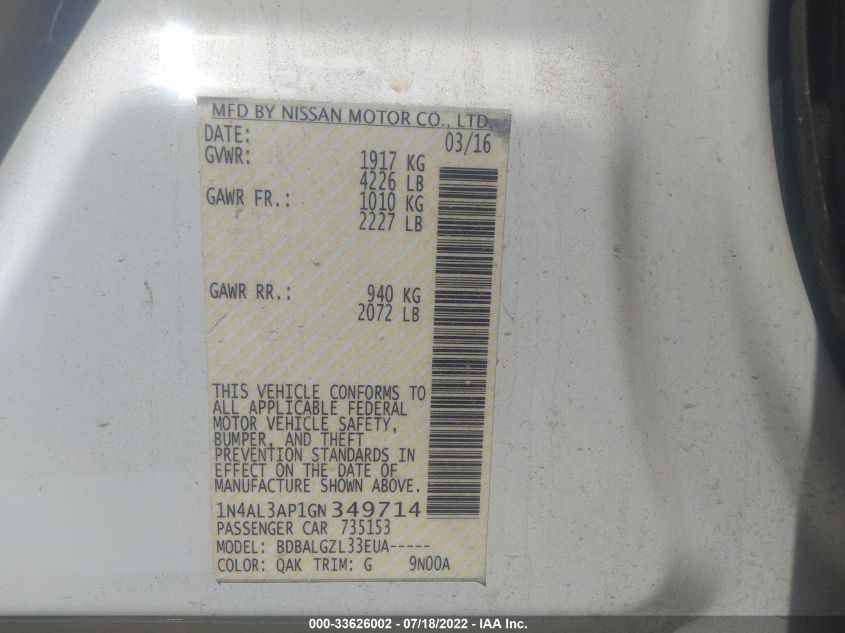 MFD BY NISSAN MOTOR CO., LTD.
DATE: 03/16
GVWR: 1917 KG
4226 LB
GAWR FR.: 1010 KG
2227 LB
GAWR RR.: 940 KG
2072 LB
THIS VEHICLE CONFORMS TO
ALL APPLICABLE FEDERAL
MOTOR VEHICLE SAFETY,
BUMPER, AND THEFT
PREVENTION STANDARDS IN
EFFECT ON THE DATE OF
MANUFACTURE SHOWN ABOVE.
1N4AL3AP1GN349714
PASSENGER CAR 735153
MODEL: BDBALGZL33EUA-----
COLOR: QAK TRIM: G 9N00A
000-33626002 - 07/18/2022 - IAA Inc.